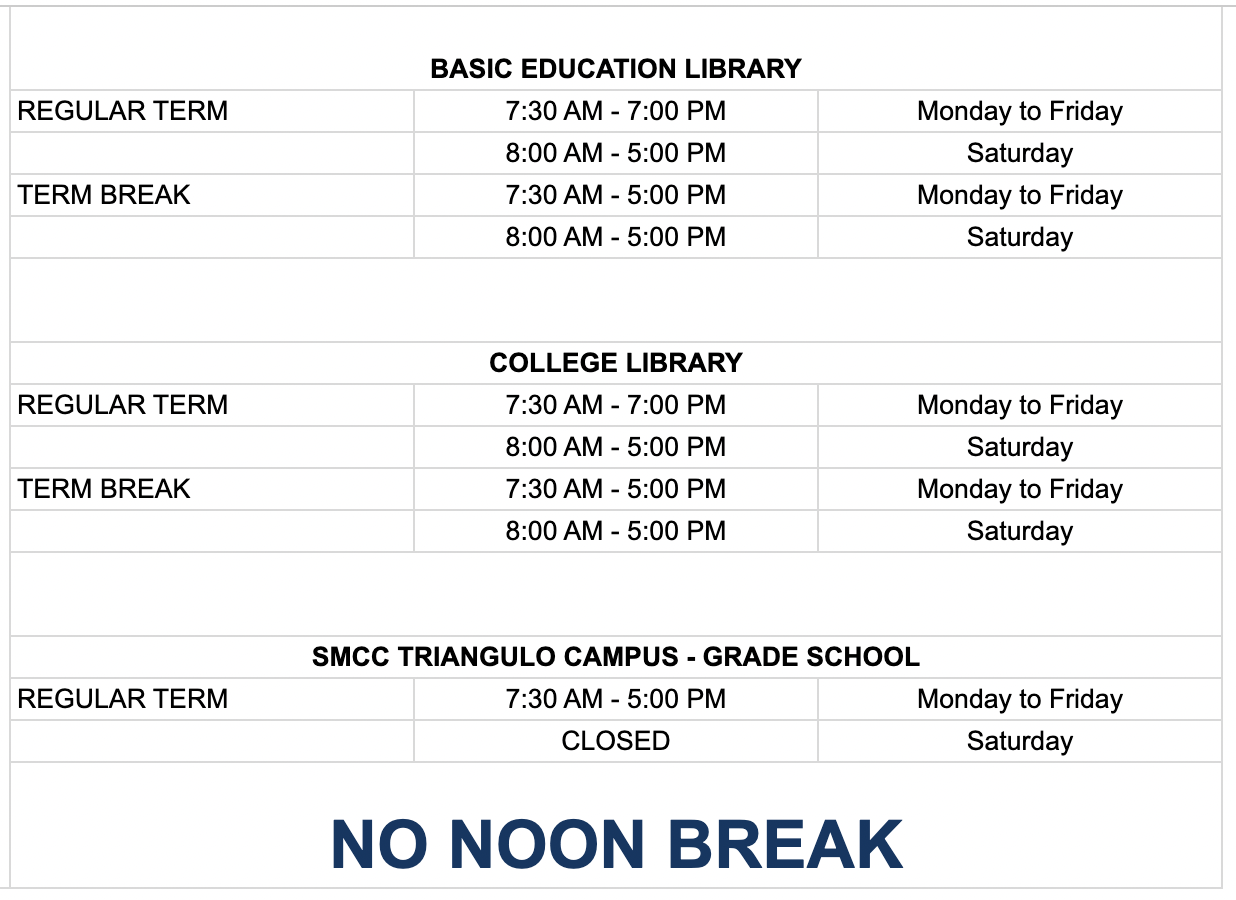 BASIC EDUCATION LIBRARY
REGULAR TERM 7:30 AM - 7:00 PM Monday to Friday
8:00 AM - 5:00 PM Saturday
TERM BREAK 7:30 AM - 5:00 PM Monday to Friday
8:00 AM - 5:00 PM Saturday
COLLEGE LIBRARY
REGULAR TERM 7:30 AM - 7:00 PM Monday to Friday
8:00 AM - 5:00 PM Saturday
TERM BREAK 7:30 AM - 5:00 PM Monday to Friday
8:00 AM - 5:00 PM Saturday
SMCC TRIANGULO CAMPUS - GRADE SCHOOL
REGULAR TERM 7:30 AM - 5:00 PM Monday to Friday
CLOSED Saturday
NO NOON BREAK